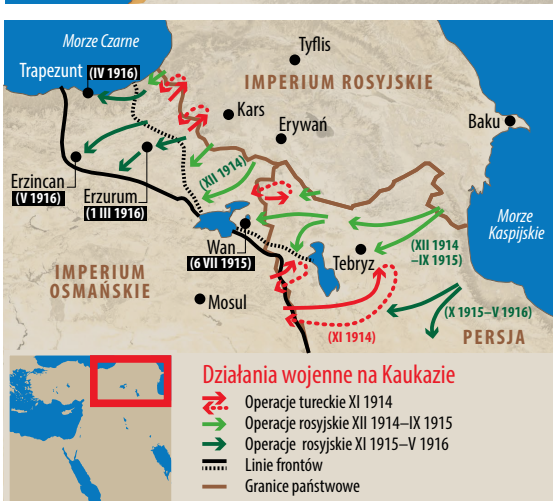 Morze Czarne
Tyflis
Trapezunt (IV 1916)
IMPERIUM ROSYJSKIE
Kars
Erywań
Baku
(XII 1914)
Erzincan
(V 1916)
Erzurum
(1 III 1916)
Morze
Kaspijskie
Wan
(6 VII 1915)
Tebryz
(XII 1914
–IX 1915)
IMPERIUM
OSMAŃSKIE
Mosul
(XI 1914)
(X 1915–V 1916)
PERSJA
Działania wojenne na Kaukazie
Operacje tureckie XI 1914
Operacje rosyjskie XII 1914–IX 1915
Operacje rosyjskie XI 1915–V 1916
Linie frontów
Granice państwowe